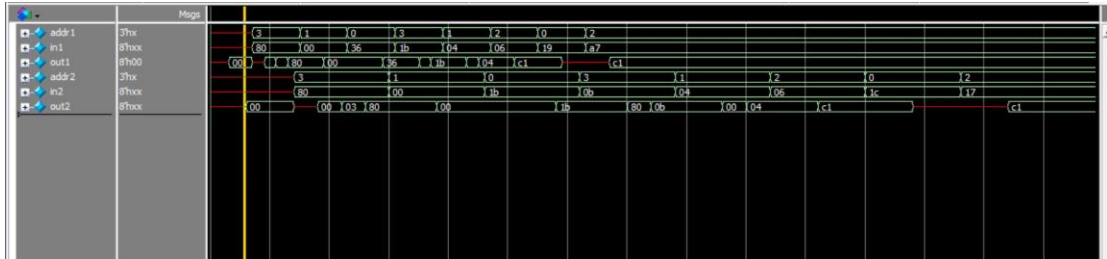 Msgs
addr1 3'hx 3 1 0 3 1 2 0 2
in1 8'hxx 80 00 36 1b 04 06 19 a7
out1 8'h00 00 80 00 36 1b 04 c1 c1
addr2 3'hx 3 1 0 3 1 2 0 2
in2 8'hxx 80 00 1b 0b 04 06 1c 17
out2 8'hxx 00 00 03 80 00 1b 80 0b 00 04 c1 c1